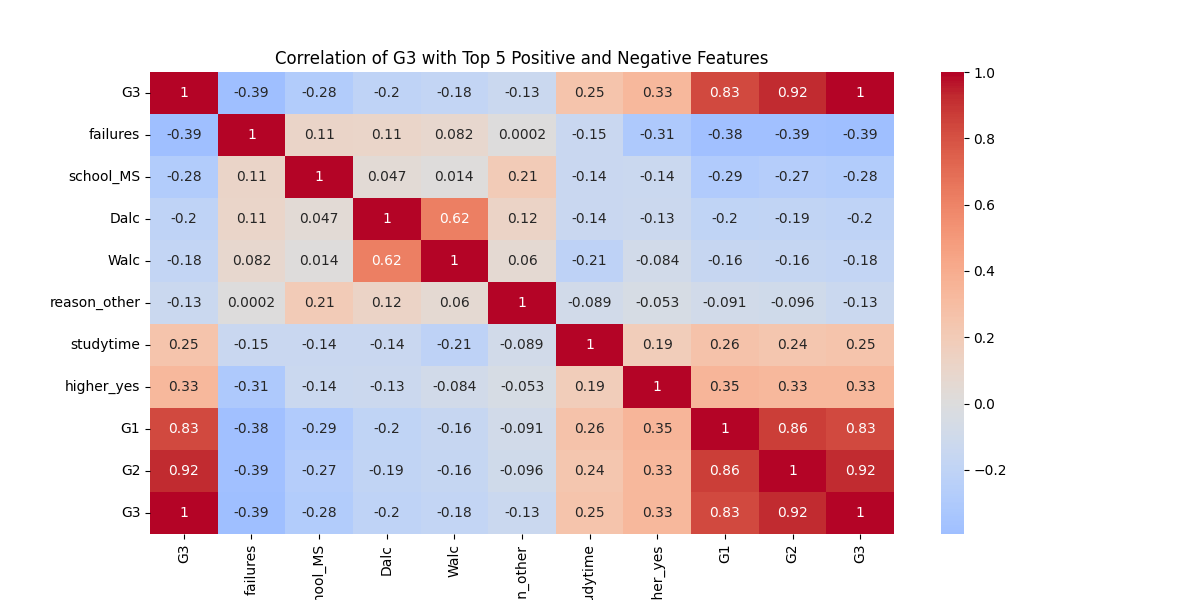 Correlation of G3 with Top 5 Positive and Negative Features
G3 1 -0.39 -0.28 -0.2 -0.18 -0.13 0.25 0.33 0.83 0.92 1
failures -0.39 1 0.11 0.11 0.082 0.0002 -0.15 -0.31 -0.38 -0.39 -0.39
school_MS -0.28 0.11 1 0.047 0.014 0.21 -0.14 -0.14 -0.29 -0.27 -0.28
Dalc -0.2 0.11 0.047 1 0.62 0.12 -0.14 -0.13 -0.2 -0.19 -0.2
Walc -0.18 0.082 0.014 0.62 1 0.06 -0.21 -0.084 -0.16 -0.16 -0.18
reason_other -0.13 0.0002 0.21 0.12 0.06 1 -0.089 -0.053 -0.091 -0.096 -0.13
studytime 0.25 -0.15 -0.14 -0.14 -0.21 -0.089 1 0.19 0.26 0.24 0.25
higher_yes 0.33 -0.31 -0.14 -0.13 -0.084 -0.053 0.19 1 0.35 0.33 0.33
G1 0.83 -0.38 -0.29 -0.2 -0.16 -0.091 0.26 0.35 1 0.86 0.83
G2 0.92 -0.39 -0.27 -0.19 -0.16 -0.096 0.24 0.33 0.86 1 0.92
G3 1 -0.39 -0.28 -0.2 -0.18 -0.13 0.25 0.33 0.83 0.92 1
G3
failures
hool_MS
Dalc
Walc
n_other
udytime
her_yes
G1
G2
G3
1.0
0.8
0.6
0.4
0.2
0.0
−0.2